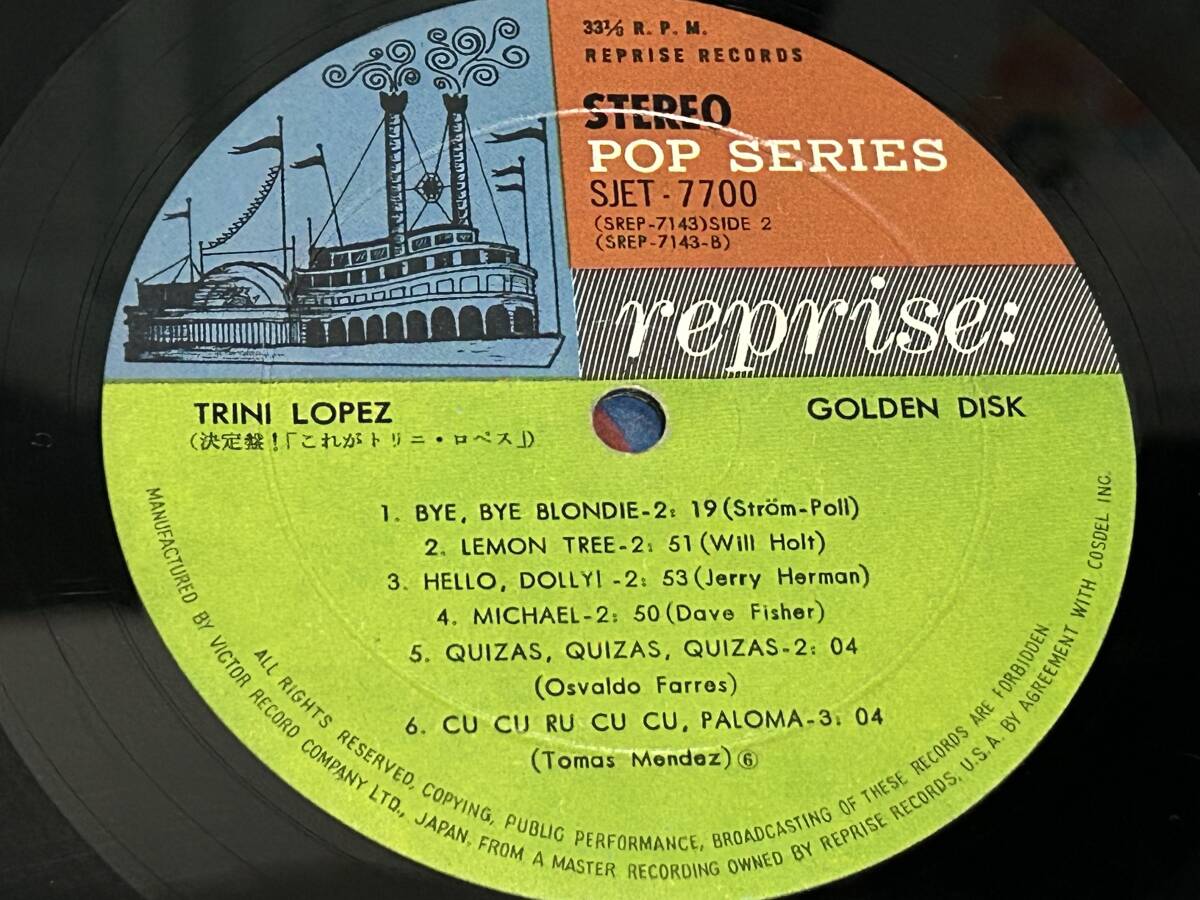 33⅓ R. P. M.
REPRISE RECORDS
STEREO
POP SERIES
SJET - 7700
(SREP-7143) SIDE 2
(SREP-7143-B)
reprise:
TRINI LOPEZ
GOLDEN DISK
(決定盤!「これがトリニ・ロペス」)
1. BYE, BYE BLONDIE-2: 19 (Ström-Poll)
2. LEMON TREE-2: 51 (Will Holt)
3. HELLO, DOLLY! -2: 53 (Jerry Herman)
4. MICHAEL-2: 50 (Dave Fisher)
5. QUIZAS, QUIZAS, QUIZAS-2: 04
(Osvaldo Farres)
6. CU CU RU CU CU, PALOMA-3: 04
(Tomas Mendez) ⑥
ALL RIGHTS RESERVED, COPYING, PUBLIC PERFORMANCE, BROADCASTING OF THESE RECORDS ARE FORBIDDEN
MANUFACTURED BY VICTOR RECORD COMPANY LTD., JAPAN, FROM A MASTER RECORDING OWNED BY REPRISE RECORDS, U.S.A. BY AGREEMENT WITH COSDEL INC.